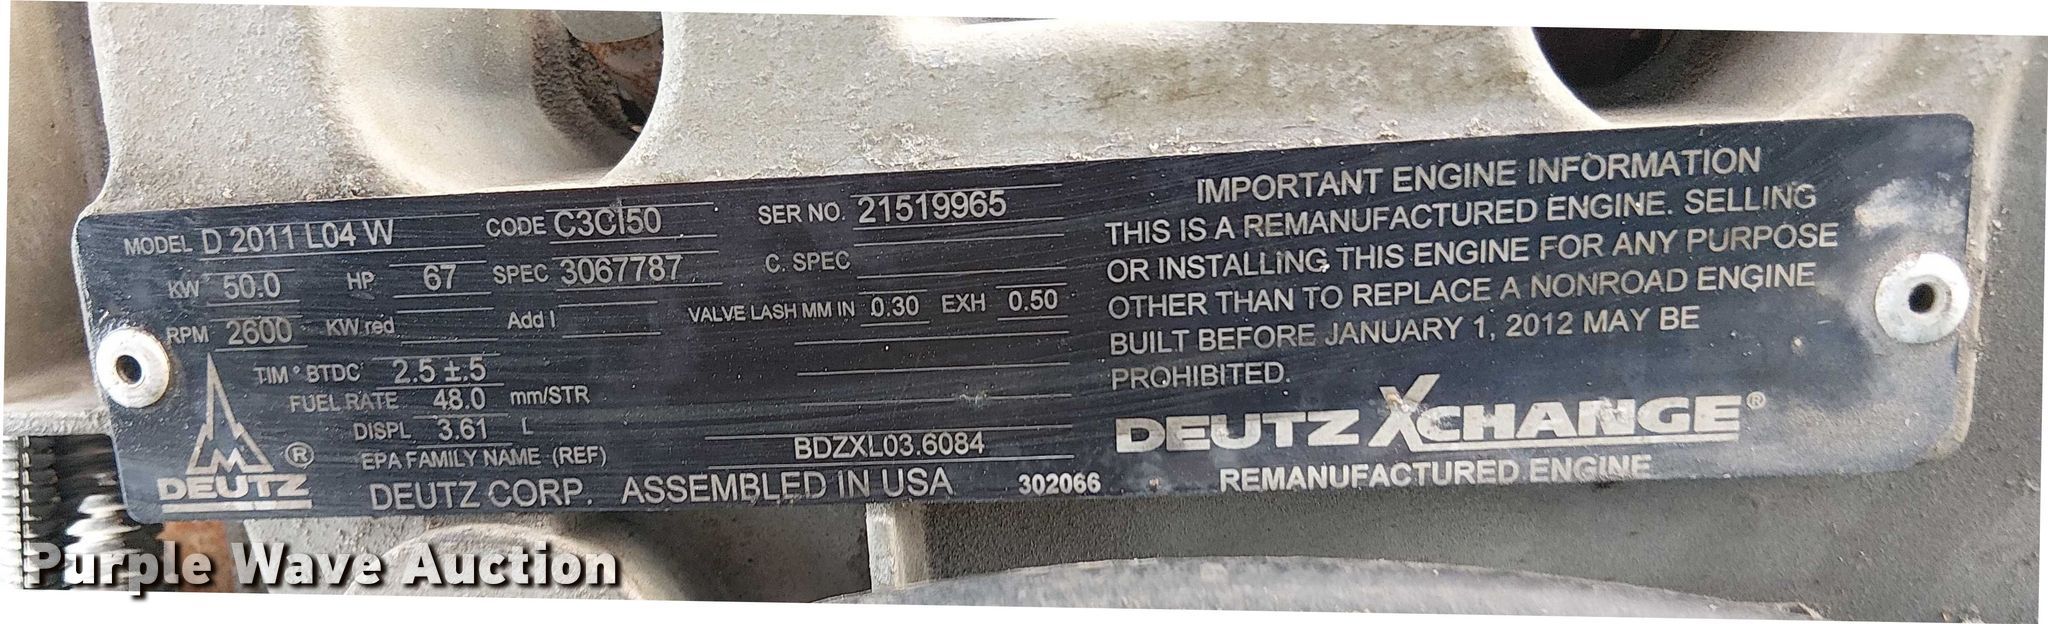 MODEL D 2011 L04 W CODE C3CI50 SER NO. 21519965
KW 50.0 HP 67 SPEC 3067787 C. SPEC
RPM 2600 KW red Add l VALVE LASH MM IN 0.30 EXH 0.50
TIM ° BTDC 2.5 ±.5
FUEL RATE 48.0 mm/STR
DISPL 3.61 L
EPA FAMILY NAME (REF) BDZXL03.6084
DEUTZ ®
DEUTZ CORP. ASSEMBLED IN USA 302066
IMPORTANT ENGINE INFORMATION
THIS IS A REMANUFACTURED ENGINE. SELLING
OR INSTALLING THIS ENGINE FOR ANY PURPOSE
OTHER THAN TO REPLACE A NONROAD ENGINE
BUILT BEFORE JANUARY 1, 2012 MAY BE
PROHIBITED.
DEUTZ XCHANGE®
REMANUFACTURED ENGINE
Purple Wave Auction